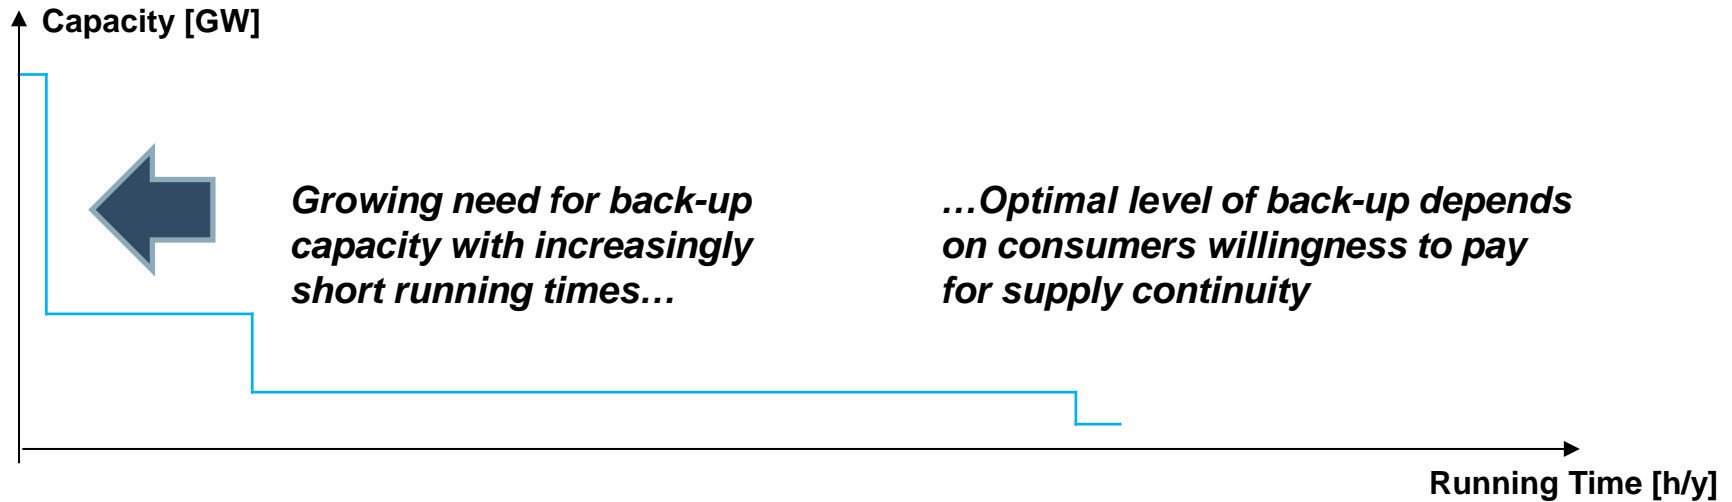 Capacity [GW]
Growing need for back-up
capacity with increasingly
short running times…
…Optimal level of back-up depends
on consumers willingness to pay
for supply continuity
Running Time [h/y]